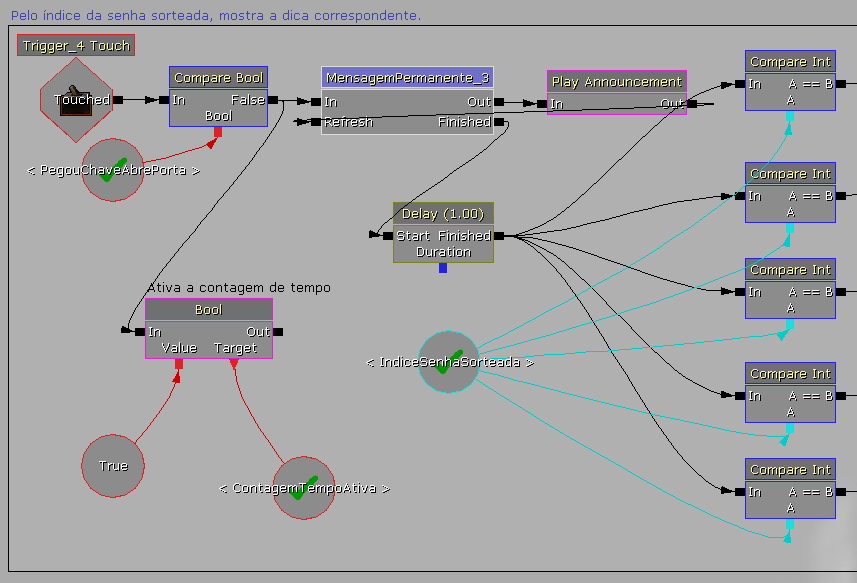 Pelo índice da senha sorteada, mostra a dica correspondente.
Trigger_4 Touch
Touched
Compare Bool
In False
Bool
< PegouChaveAbrePorta >
MensagemPermanente_3
In Out
Refresh Finished
Play Announcement
In Out
Delay (1.00)
Start Finished
Duration
Ativa a contagem de tempo
Bool
In Out
Value Target
True
< ContagemTempoAtiva >
< IndiceSenhaSorteada >
Compare Int
In A == B
A
Compare Int
In A == B
A
Compare Int
In A == B
A
Compare Int
In A == B
A
Compare Int
In A == B
A